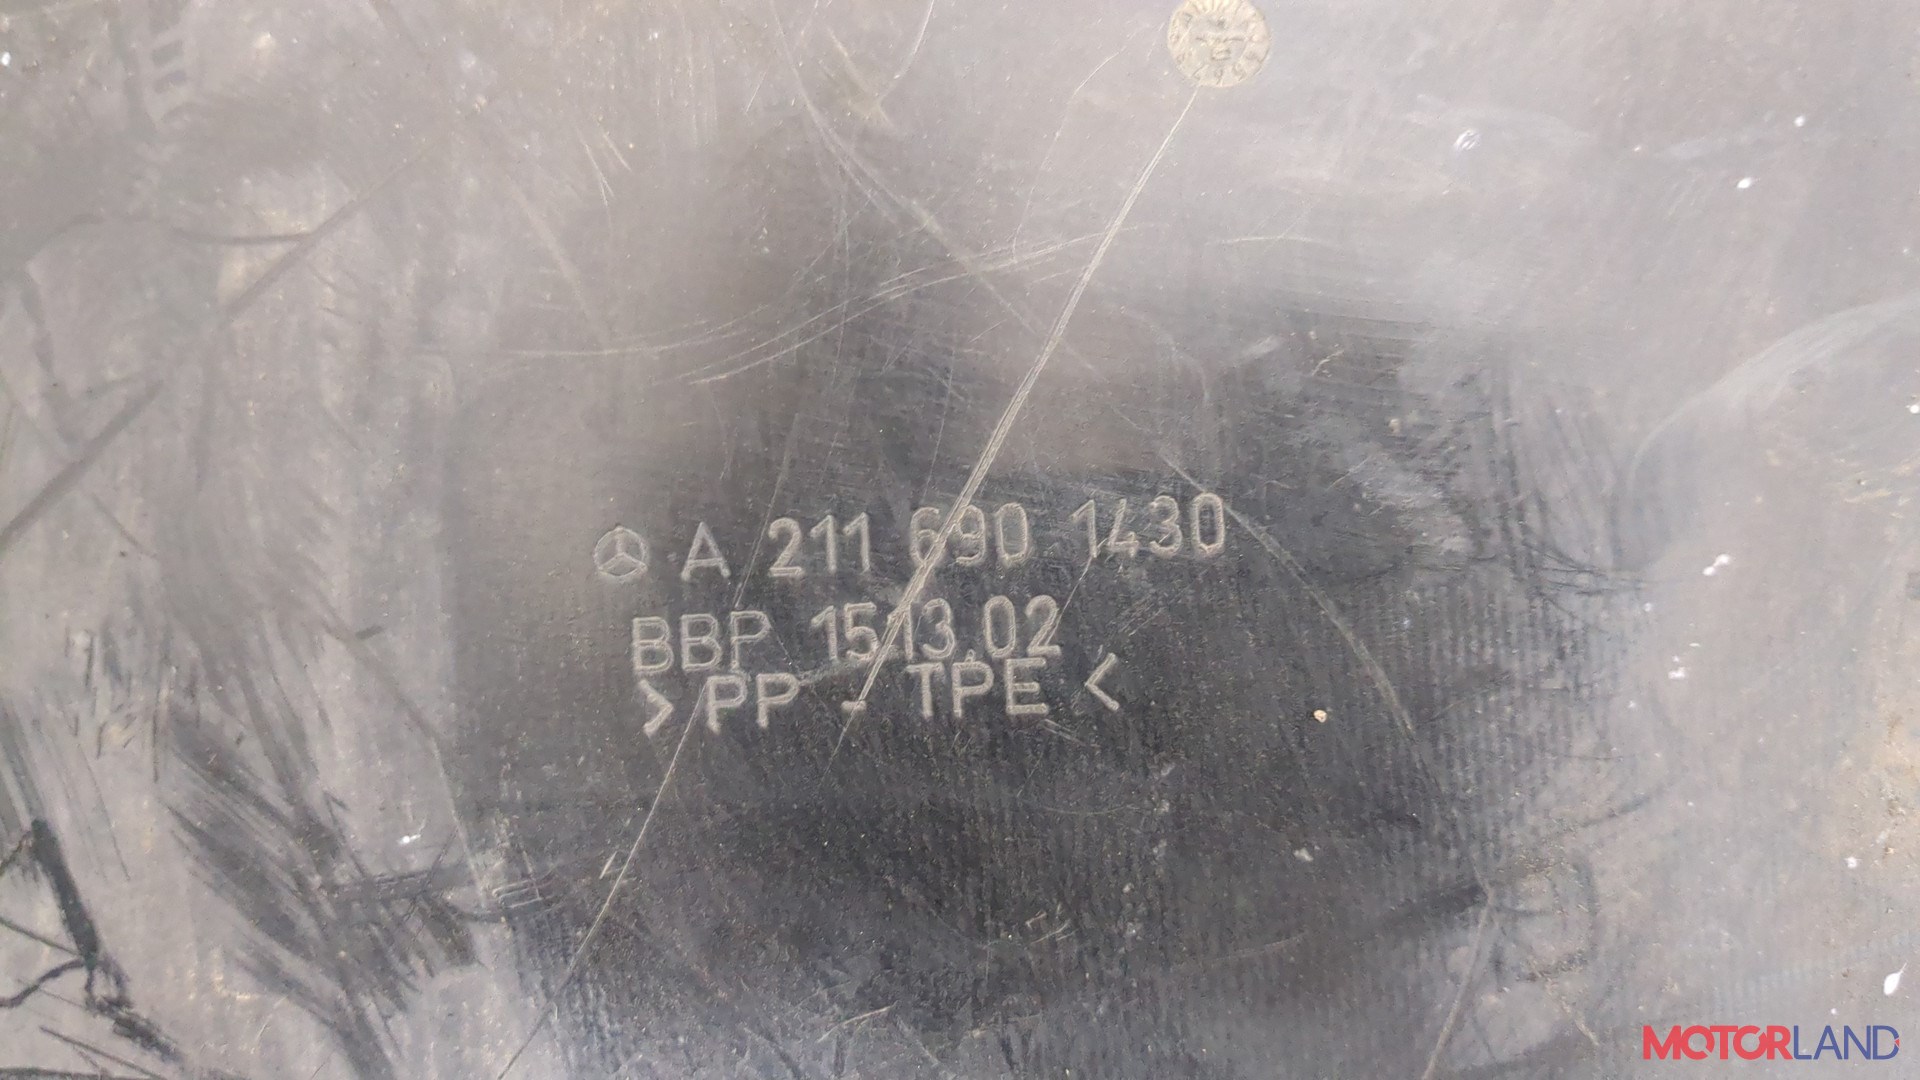 A 211 690 1430
BBP 1513.02
> PP - TPE <
MOTORLAND